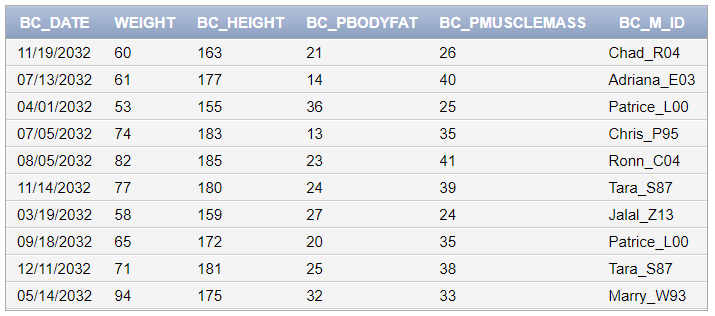 BC_DATE WEIGHT BC_HEIGHT BC_PBODYFAT BC_PMUSCLEMASS BC_M_ID
11/19/2032 60 163 21 26 Chad_R04
07/13/2032 61 177 14 40 Adriana_E03
04/01/2032 53 155 36 25 Patrice_L00
07/05/2032 74 183 13 35 Chris_P95
08/05/2032 82 185 23 41 Ronn_C04
11/14/2032 77 180 24 39 Tara_S87
03/19/2032 58 159 27 24 Jalal_Z13
09/18/2032 65 172 20 35 Patrice_L00
12/11/2032 71 181 25 38 Tara_S87
05/14/2032 94 175 32 33 Marry_W93